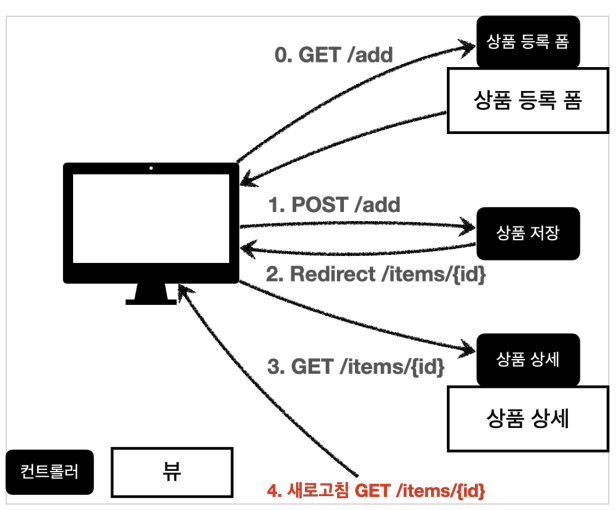 상품 등록 폼
0. GET /add
상품 등록 폼
1. POST /add
상품 저장
2. Redirect /items/{id}
상품 상세
3. GET /items/{id}
상품 상세
컨트롤러
뷰
4. 새로고침 GET /items/{id}